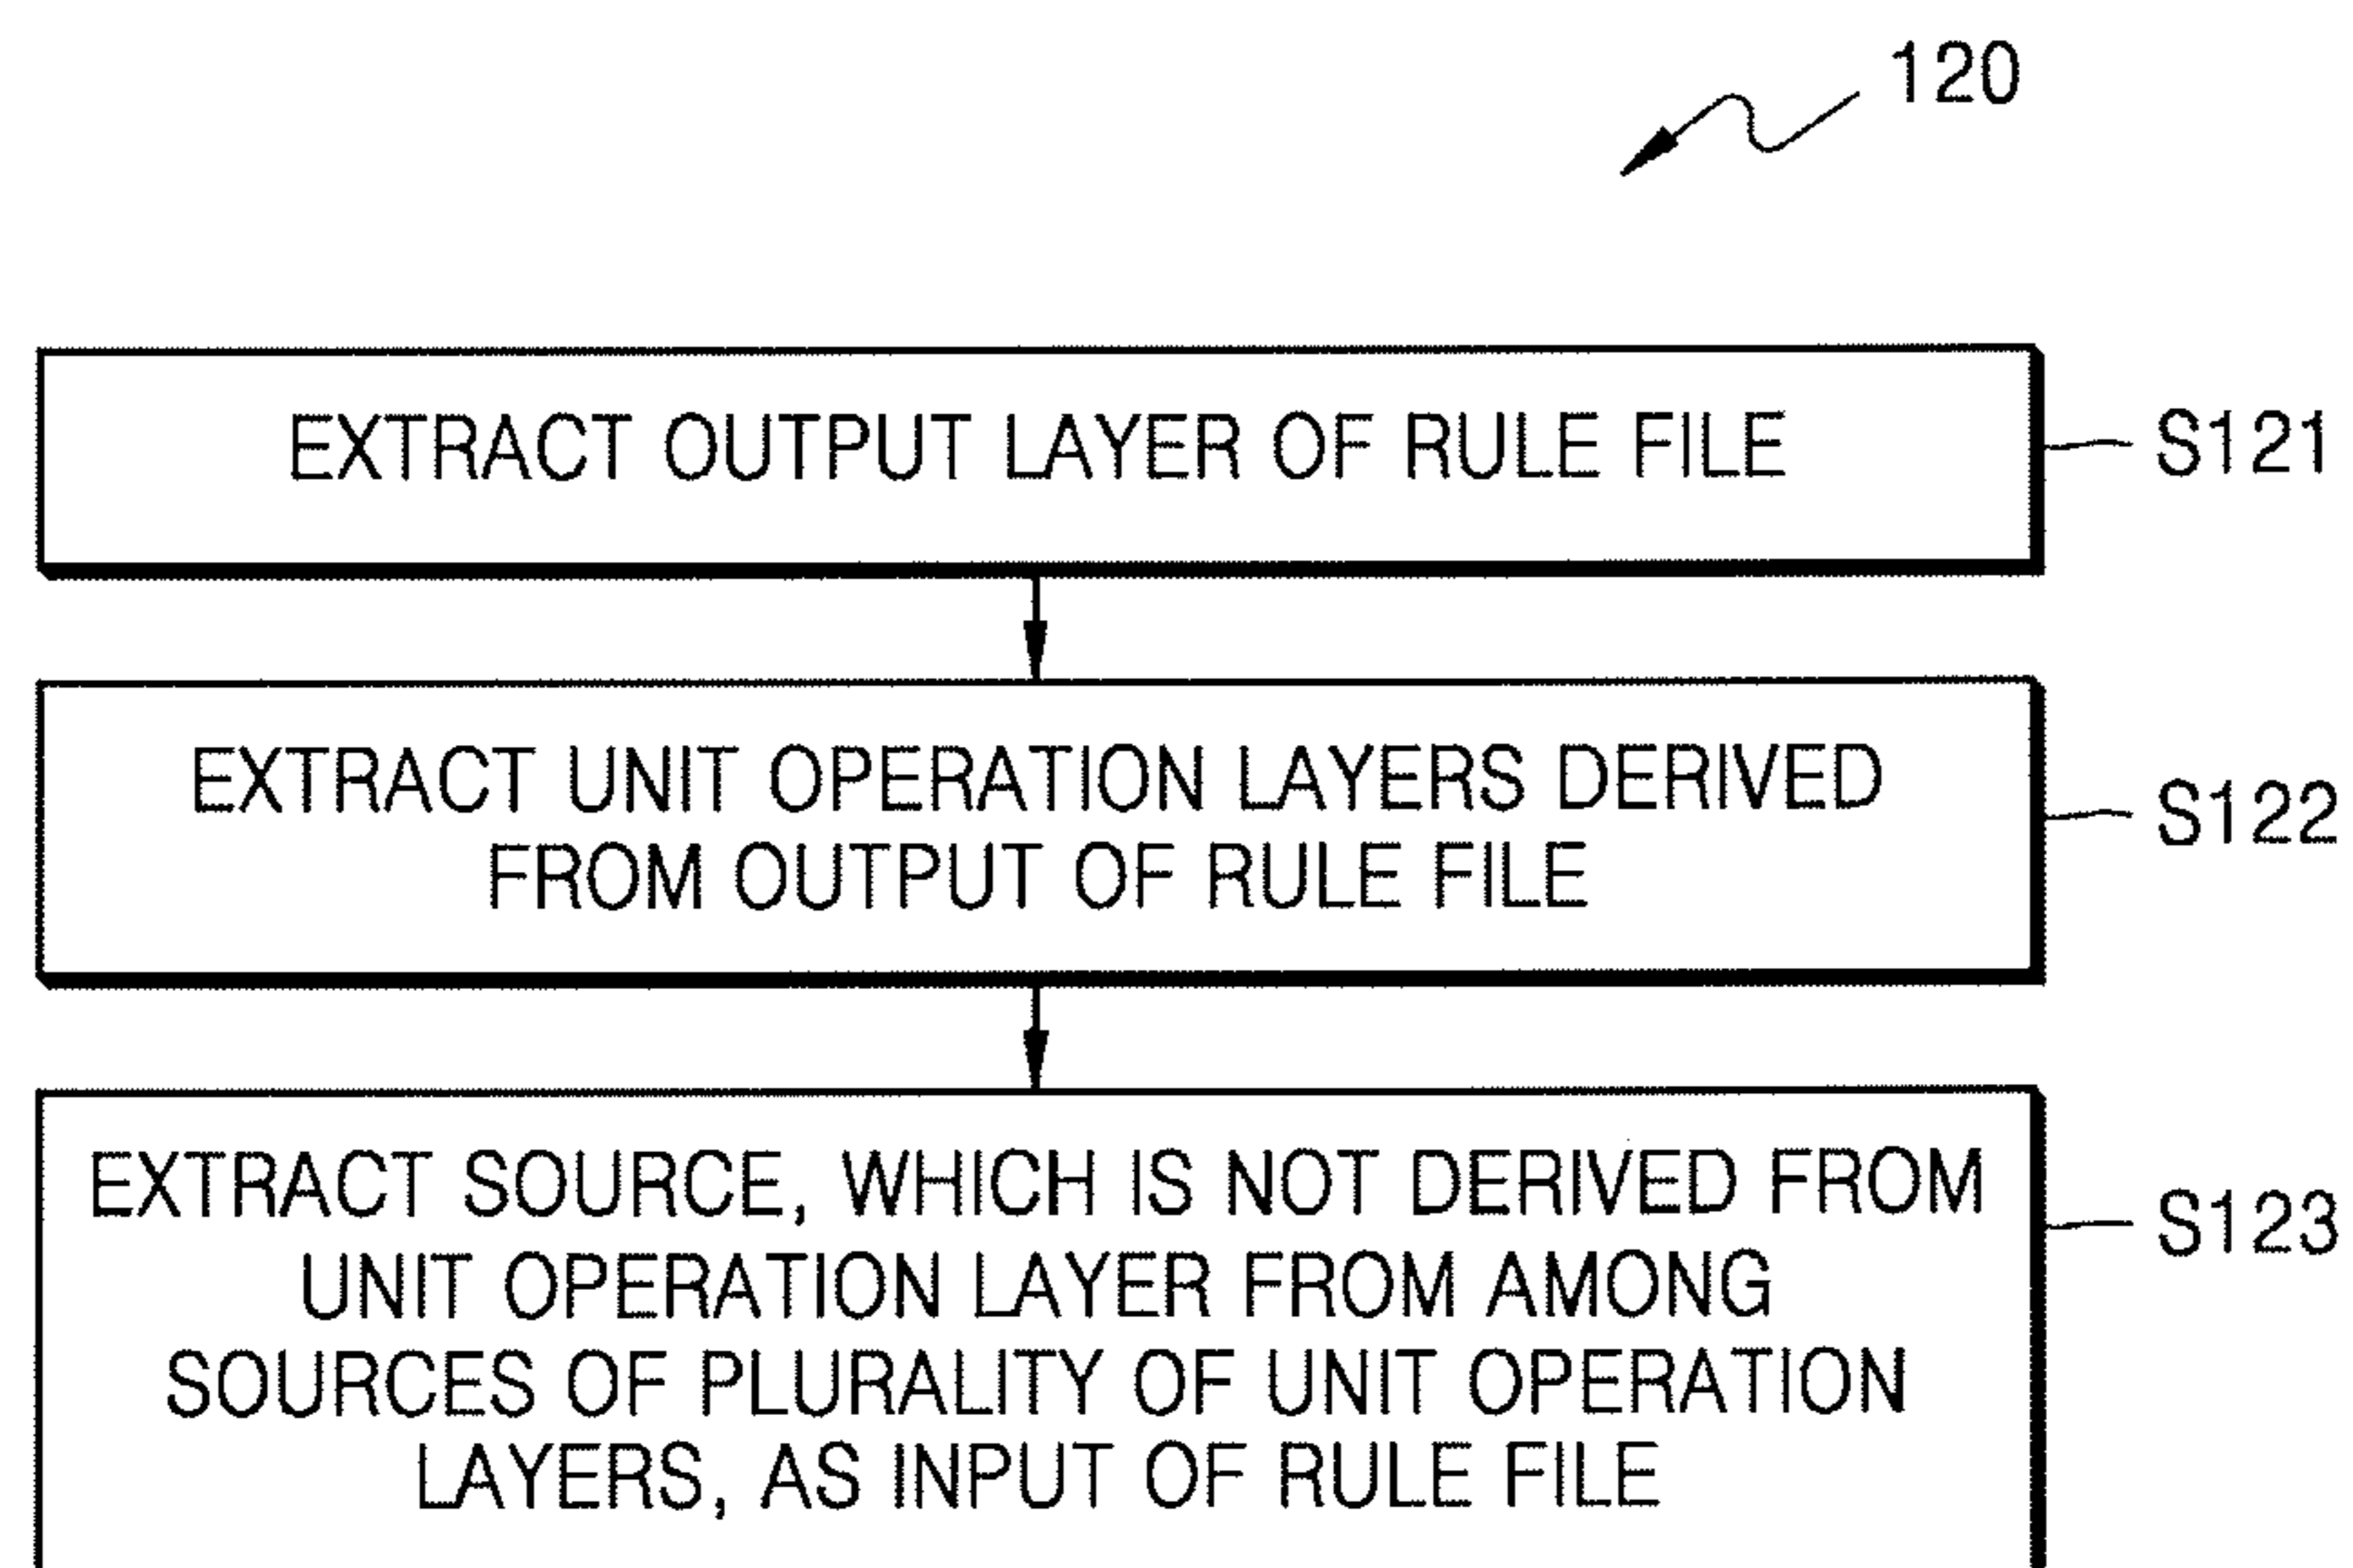 120
EXTRACT OUTPUT LAYER OF RULE FILE
S121
EXTRACT UNIT OPERATION LAYERS DERIVED
FROM OUTPUT OF RULE FILE
S122
EXTRACT SOURCE, WHICH IS NOT DERIVED FROM
UNIT OPERATION LAYER FROM AMONG
SOURCES OF PLURALITY OF UNIT OPERATION
LAYERS, AS INPUT OF RULE FILE
S123